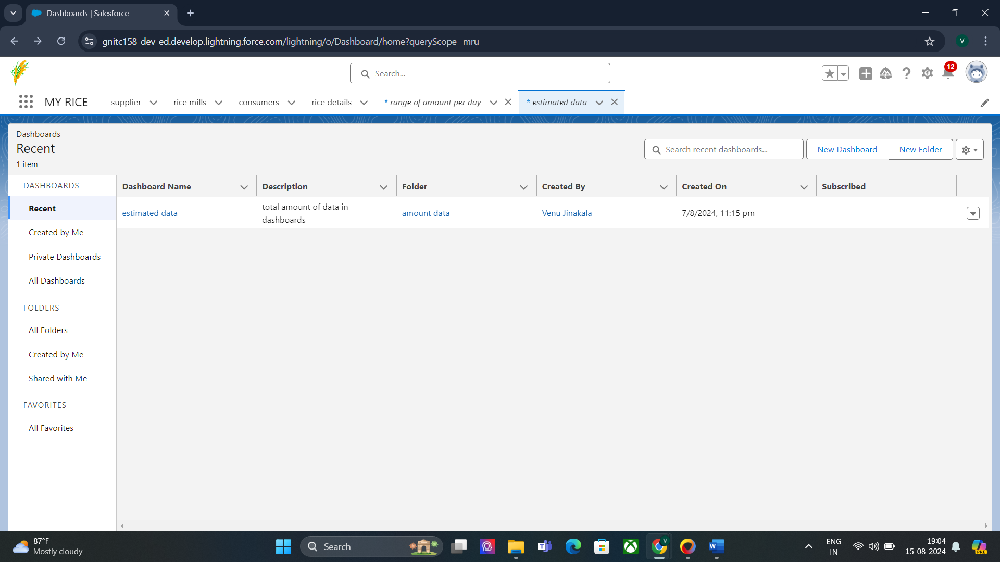 Dashboards | Salesforce
gnitc158-dev-ed.develop.lightning.force.com/lightning/o/Dashboard/home?queryScope=mru
V
Search...
12
MY RICE
supplier
rice mills
consumers
rice details
* range of amount per day
* estimated data
Dashboards
Recent
1 item
Search recent dashboards...
New Dashboard
New Folder
DASHBOARDS
Recent
Created by Me
Private Dashboards
All Dashboards
FOLDERS
All Folders
Created by Me
Shared with Me
FAVORITES
All Favorites
Dashboard Name
Description
Folder
Created By
Created On
Subscribed
estimated data
total amount of data in
dashboards
amount data
Venu Jinakala
7/8/2024, 11:15 pm
87°F
Mostly cloudy
Search
V
W
ENG
IN
19:04
15-08-2024
PRE